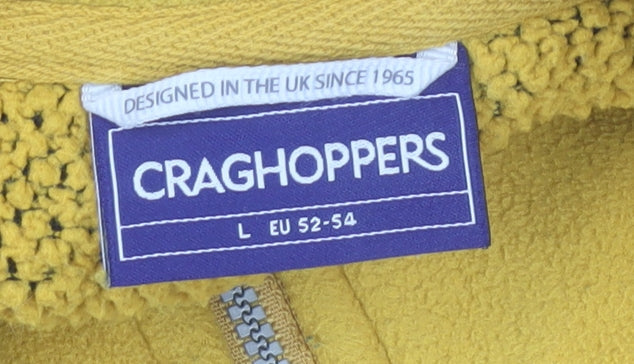 DESIGNED IN THE UK SINCE 1965
CRAGHOPPERS
L EU 52-54